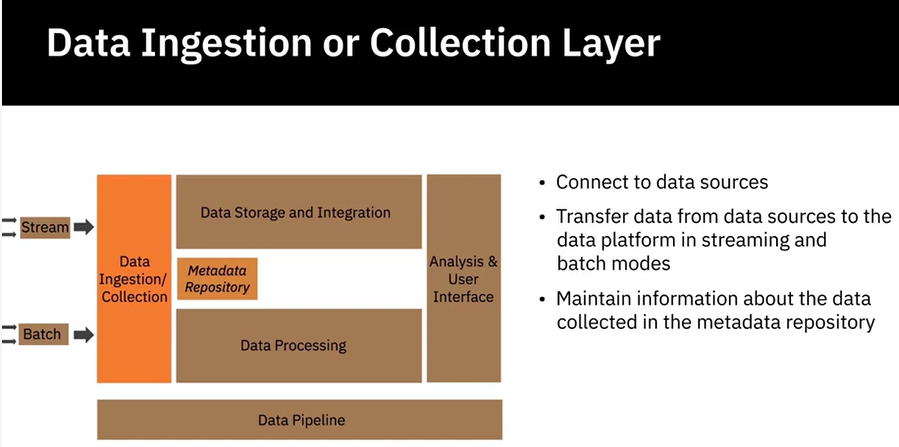 Data Ingestion or Collection Layer
Stream
Batch
Data
Ingestion/
Collection
Data Storage and Integration
Metadata
Repository
Data Processing
Analysis &
User
Interface
Data Pipeline
• Connect to data sources
• Transfer data from data sources to the
data platform in streaming and
batch modes
• Maintain information about the data
collected in the metadata repository